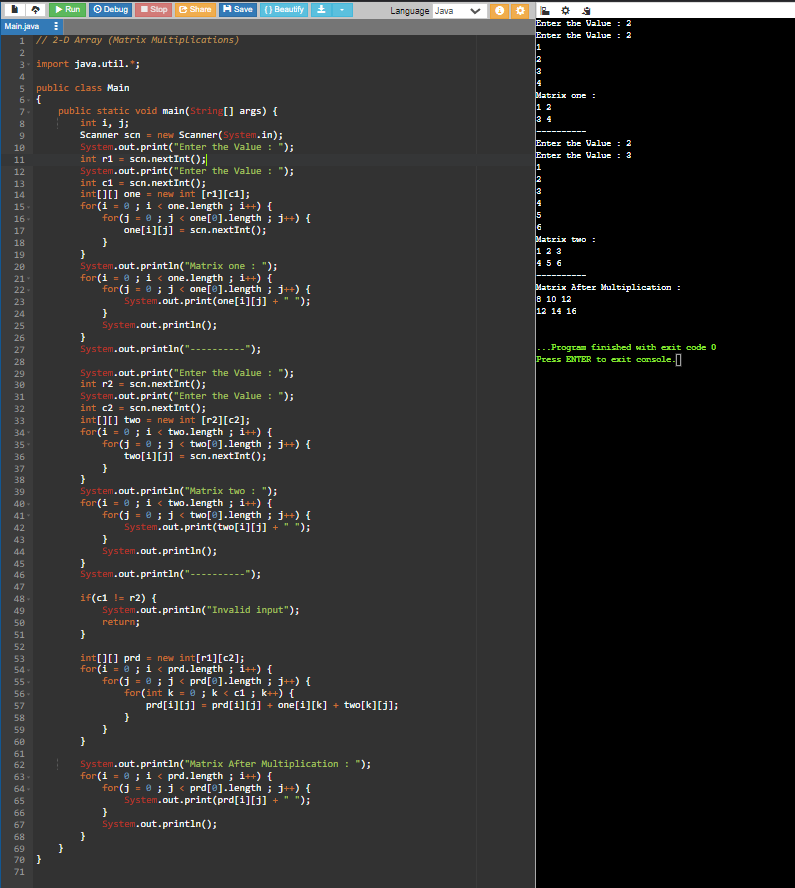 Run Debug Stop Share Save { } Beautify Language Java
Main.java
1 // 2-D Array (Matrix Multiplications)
2
3 import java.util.*;
4
5 public class Main
6 {
7 public static void main(String[] args) {
8 int i, j;
9 Scanner scn = new Scanner(System.in);
10 System.out.print("Enter the Value : ");
11 int r1 = scn.nextInt();
12 System.out.print("Enter the Value : ");
13 int c1 = scn.nextInt();
14 int[][] one = new int [r1][c1];
15 for(i = 0 ; i < one.length ; i++) {
16 for(j = 0 ; j < one[0].length ; j++) {
17 one[i][j] = scn.nextInt();
18 }
19 }
20 System.out.println("Matrix one : ");
21 for(i = 0 ; i < one.length ; i++) {
22 for(j = 0 ; j < one[0].length ; j++) {
23 System.out.print(one[i][j] + " ");
24 }
25 System.out.println();
26 }
27 System.out.println("----------");
28
29 System.out.print("Enter the Value : ");
30 int r2 = scn.nextInt();
31 System.out.print("Enter the Value : ");
32 int c2 = scn.nextInt();
33 int[][] two = new int [r2][c2];
34 for(i = 0 ; i < two.length ; i++) {
35 for(j = 0 ; j < two[0].length ; j++) {
36 two[i][j] = scn.nextInt();
37 }
38 }
39 System.out.println("Matrix two : ");
40 for(i = 0 ; i < two.length ; i++) {
41 for(j = 0 ; j < two[0].length ; j++) {
42 System.out.print(two[i][j] + " ");
43 }
44 System.out.println();
45 }
46 System.out.println("----------");
47
48 if(c1 != r2) {
49 System.out.println("Invalid input");
50 return;
51 }
52
53 int[][] prd = new int[r1][c2];
54 for(i = 0 ; i < prd.length ; i++) {
55 for(j = 0 ; j < prd[0].length ; j++) {
56 for(int k = 0 ; k < c1 ; k++) {
57 prd[i][j] = prd[i][j] + one[i][k] + two[k][j];
58 }
59 }
60 }
61
62 System.out.println("Matrix After Multiplication : ");
63 for(i = 0 ; i < prd.length ; i++) {
64 for(j = 0 ; j < prd[0].length ; j++) {
65 System.out.print(prd[i][j] + " ");
66 }
67 System.out.println();
68 }
69 }
70 }
71
Enter the Value : 2
Enter the Value : 2
1
2
3
4
Matrix one :
1 2
3 4
----------
Enter the Value : 2
Enter the Value : 3
1
2
3
4
5
6
Matrix two :
1 2 3
4 5 6
----------
Matrix After Multiplication :
8 10 12
12 14 16
...Program finished with exit code 0
Press ENTER to exit console.